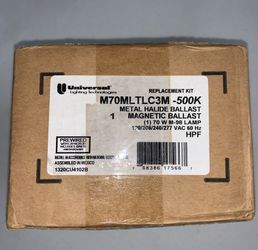 Universal
Lighting Technologies
REPLACEMENT KIT
M70MLTLC3M -500K
METAL HALIDE BALLAST
1 MAGNETIC BALLAST
(1) 70 W M-98 LAMP
120/208/240/277 VAC 60 Hz
HPF
PREWIRED
ASSEMBLED IN MEXICO